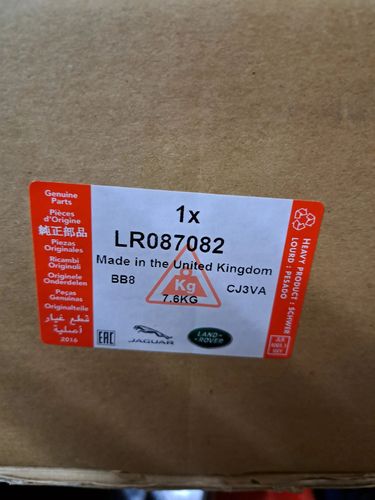 Genuine
Parts
Pièces
d'Origine
純正部品
Piezas
Originales
Ricambi
Originali
Originele
Onderdelen
Peças
Genuínas
Originalteile
قطع غيار
أصلية
2016
1x
LR087082
Made in the United Kingdom
BB8
CJ3VA
Kg
7.6KG
EAC
JAGUAR
LAND
ROVER
HEAVY PRODUCT : SCHWER
LOURD : PESADO